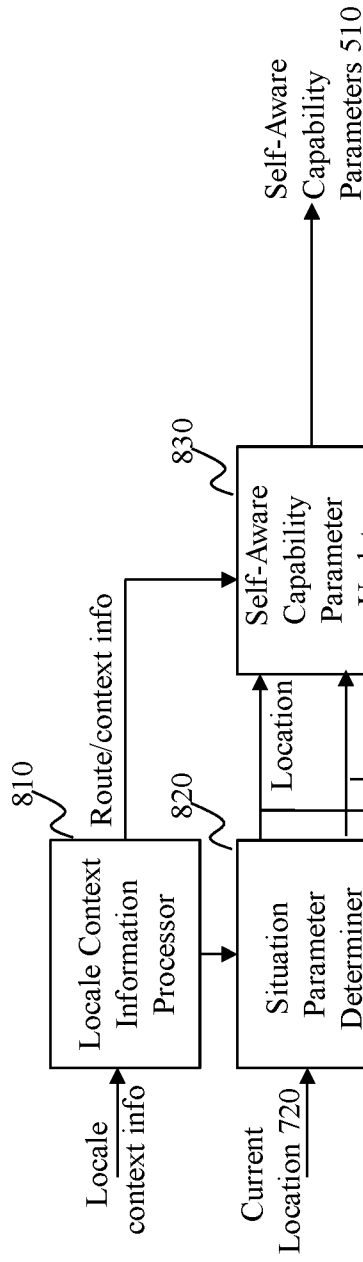 810
Locale
context info
Locale Context
Information
Processor
Route/context info
820
830
Current
Location 720
Situation
Parameter
Determiner
Location
Self-Aware
Capability
Parameter
Self-Aware
Capability
Parameters 510